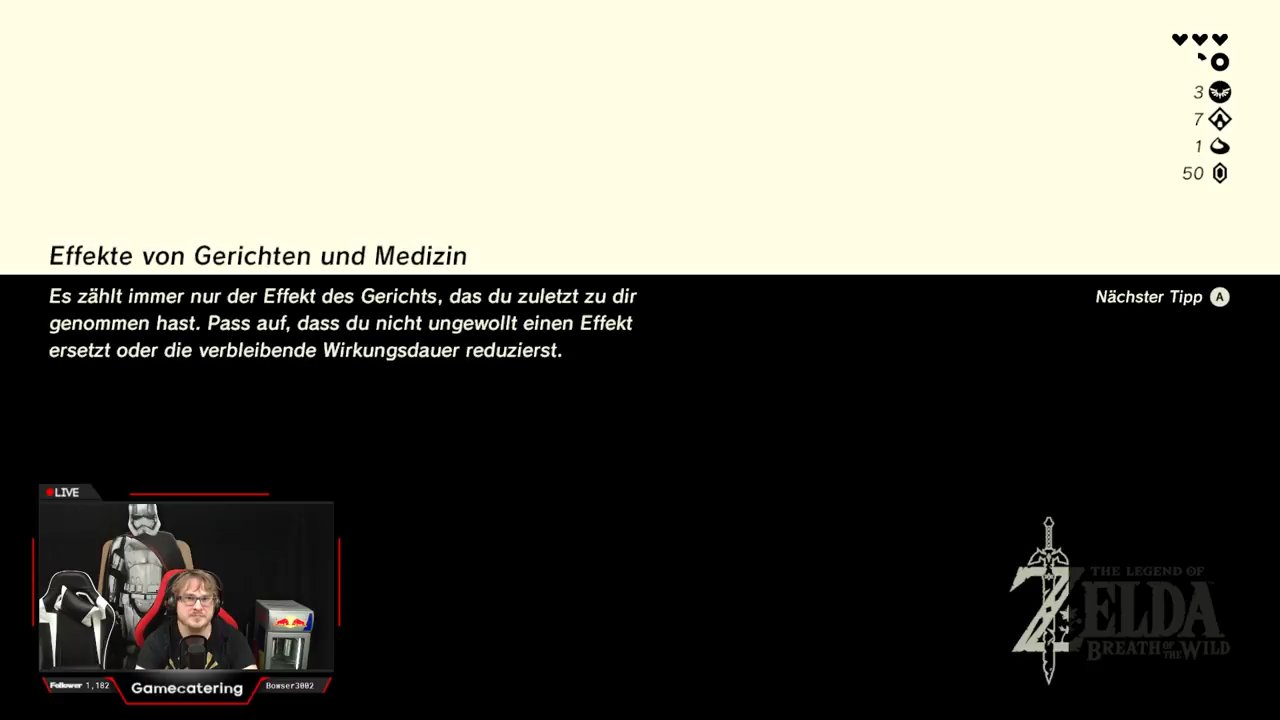 3
7
1
50
Effekte von Gerichten und Medizin
Es zählt immer nur der Effekt des Gerichts, das du zuletzt zu dir
genommen hast. Pass auf, dass du nicht ungewollt einen Effekt
ersetzt oder die verbleibende Wirkungsdauer reduzierst.
Nächster Tipp A
LIVE
THE LEGEND OF
ZELDA
BREATH OF THE WILD
Follower 1,182
Gamecatering
Bowser3002